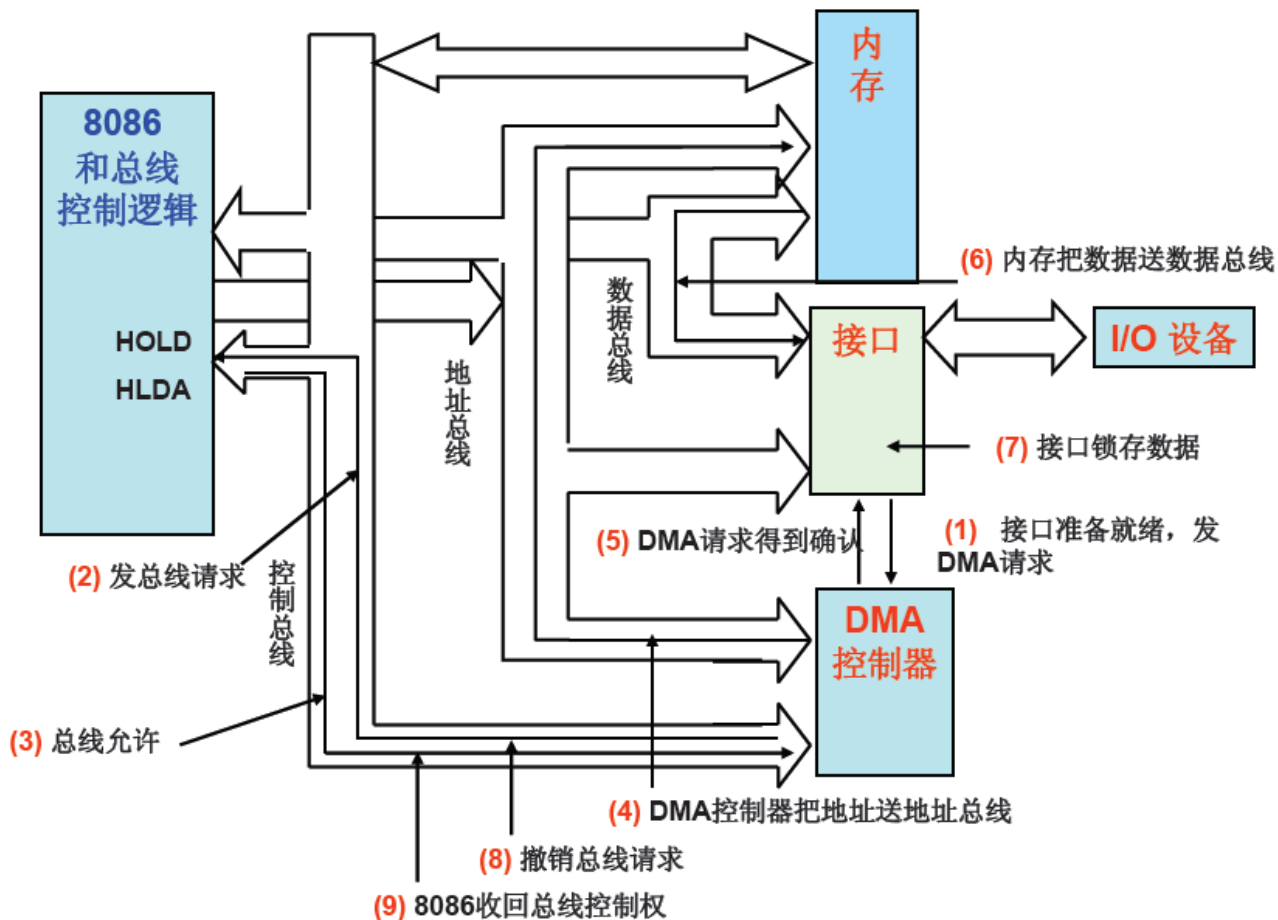 内
存
8086
和总线
控制逻辑
HOLD
HLDA
(6) 内存把数据送数据总线
数据总线
接口
I/O 设备
地址总线
(7) 接口锁存数据
(5) DMA请求得到确认
(1) 接口准备就绪，发
DMA请求
(2) 发总线请求
控制总线
DMA
控制器
(3) 总线允许
(4) DMA控制器把地址送地址总线
(8) 撤销总线请求
(9) 8086收回总线控制权